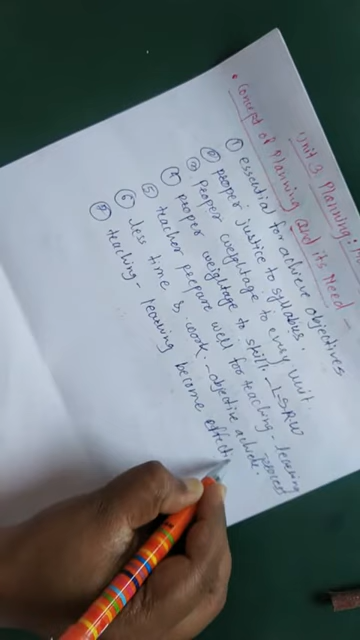 Unit 3. Planning:
• Concept of Planning and its Need -
① essential for achieve objectives
② proper justice to syllabus.
③ proper weightage to every unit.
④ proper weightage to skill. - LSRW
⑤ teacher prepare well for teaching - learning
process
⑥ less time & work - objective achieve.
⑦ teaching - learning become effecti